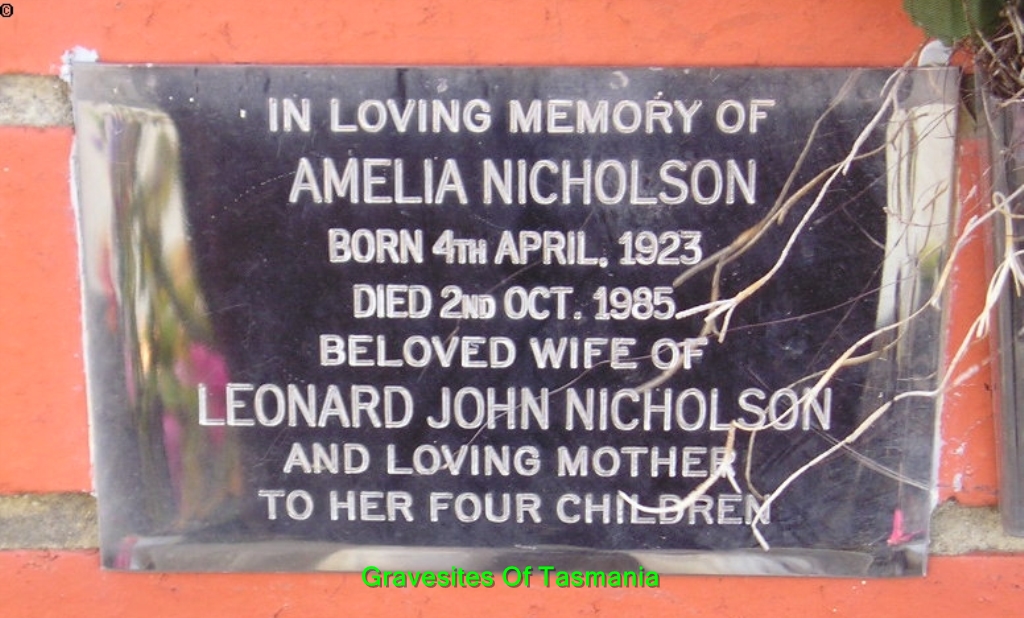 ©
IN LOVING MEMORY OF
AMELIA NICHOLSON
BORN 4TH APRIL. 1923
DIED 2ND OCT. 1985.
BELOVED WIFE OF
LEONARD JOHN NICHOLSON
AND LOVING MOTHER
TO HER FOUR CHILDREN
Gravesites Of Tasmania